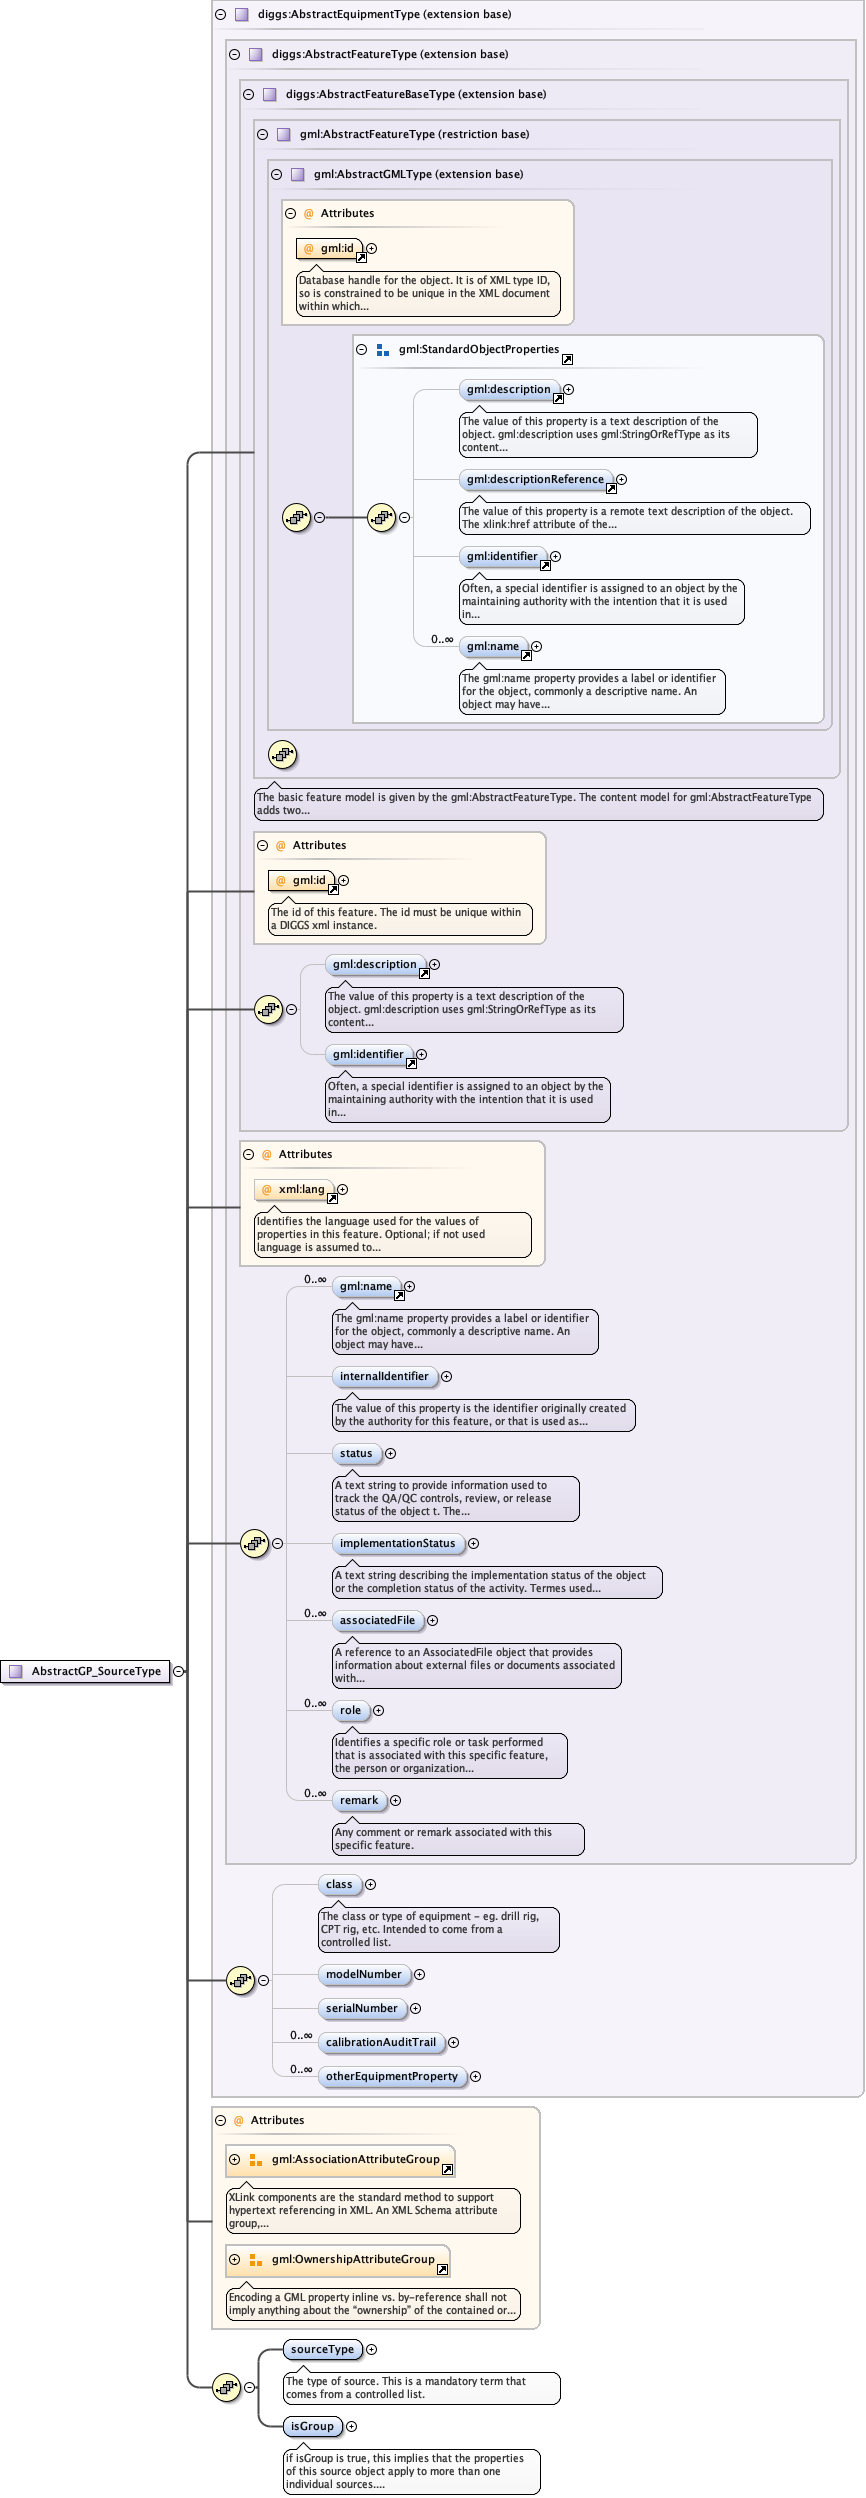 diggs:AbstractEquipmentType (extension base)
diggs:AbstractFeatureType (extension base)
diggs:AbstractFeatureBaseType (extension base)
gml:AbstractFeatureType (restriction base)
gml:AbstractGMLType (extension base)
@ Attributes
@ gml:id
Database handle for the object. It is of XML type ID,
so is constrained to be unique in the XML document
within which...
gml:StandardObjectProperties
gml:description
The value of this property is a text description of the
object. gml:description uses gml:StringOrRefType as its
content...
gml:descriptionReference
The value of this property is a remote text description of the object.
The xlink:href attribute of the...
gml:identifier
Often, a special identifier is assigned to an object by the
maintaining authority with the intention that it is used
in...
0..∞
gml:name
The gml:name property provides a label or identifier
for the object, commonly a descriptive name. An
object may have...
The basic feature model is given by the gml:AbstractFeatureType. The content model for gml:AbstractFeatureType
adds two...
@ Attributes
@ gml:id
The id of this feature. The id must be unique within
a DIGGS xml instance.
gml:description
The value of this property is a text description of the
object. gml:description uses gml:StringOrRefType as its
content...
gml:identifier
Often, a special identifier is assigned to an object by the
maintaining authority with the intention that it is used
in...
@ Attributes
@ xml:lang
Identifies the language used for the values of
properties in this feature. Optional; if not used
language is assumed to...
0..∞
gml:name
The gml:name property provides a label or identifier
for the object, commonly a descriptive name. An
object may have...
internalIdentifier
The value of this property is the identifier originally created
by the authority for this feature, or that is used as...
status
A text string to provide information used to
track the QA/QC controls, review, or release
status of the object t. The...
implementationStatus
A text string describing the implementation status of the object
or the completion status of the activity. Termes used...
0..∞
associatedFile
A reference to an AssociatedFile object that provides
information about external files or documents associated
with...
AbstractGP_SourceType
0..∞
role
Identifies a specific role or task performed
that is associated with this specific feature,
the person or organization...
0..∞
remark
Any comment or remark associated with this
specific feature.
class
The class or type of equipment - eg. drill rig,
CPT rig, etc. Intended to come from a
controlled list.
modelNumber
serialNumber
0..∞
calibrationAuditTrail
0..∞
otherEquipmentProperty
@ Attributes
gml:AssociationAttributeGroup
XLink components are the standard method to support
hypertext referencing in XML. An XML Schema attribute
group,...
gml:OwnershipAttributeGroup
Encoding a GML property inline vs. by-reference shall not
imply anything about the “ownership” of the contained or...
sourceType
The type of source. This is a mandatory term that
comes from a controlled list.
isGroup
if isGroup is true, this implies that the properties
of this source object apply to more than one
individual sources....